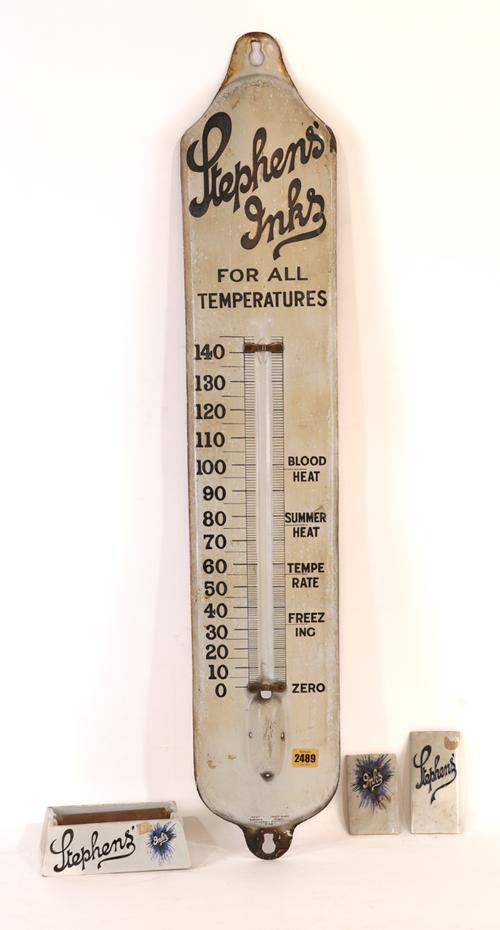 Stephens'
Inks
FOR ALL
TEMPERATURES
140
130
120
110
100 BLOOD
HEAT
90
80 SUMMER
HEAT
70
60 TEMPE
RATE
50
40 FREEZ
30 ING
20
10
0 ZERO
2489
Inks
Stephens'
Stephens' Inks